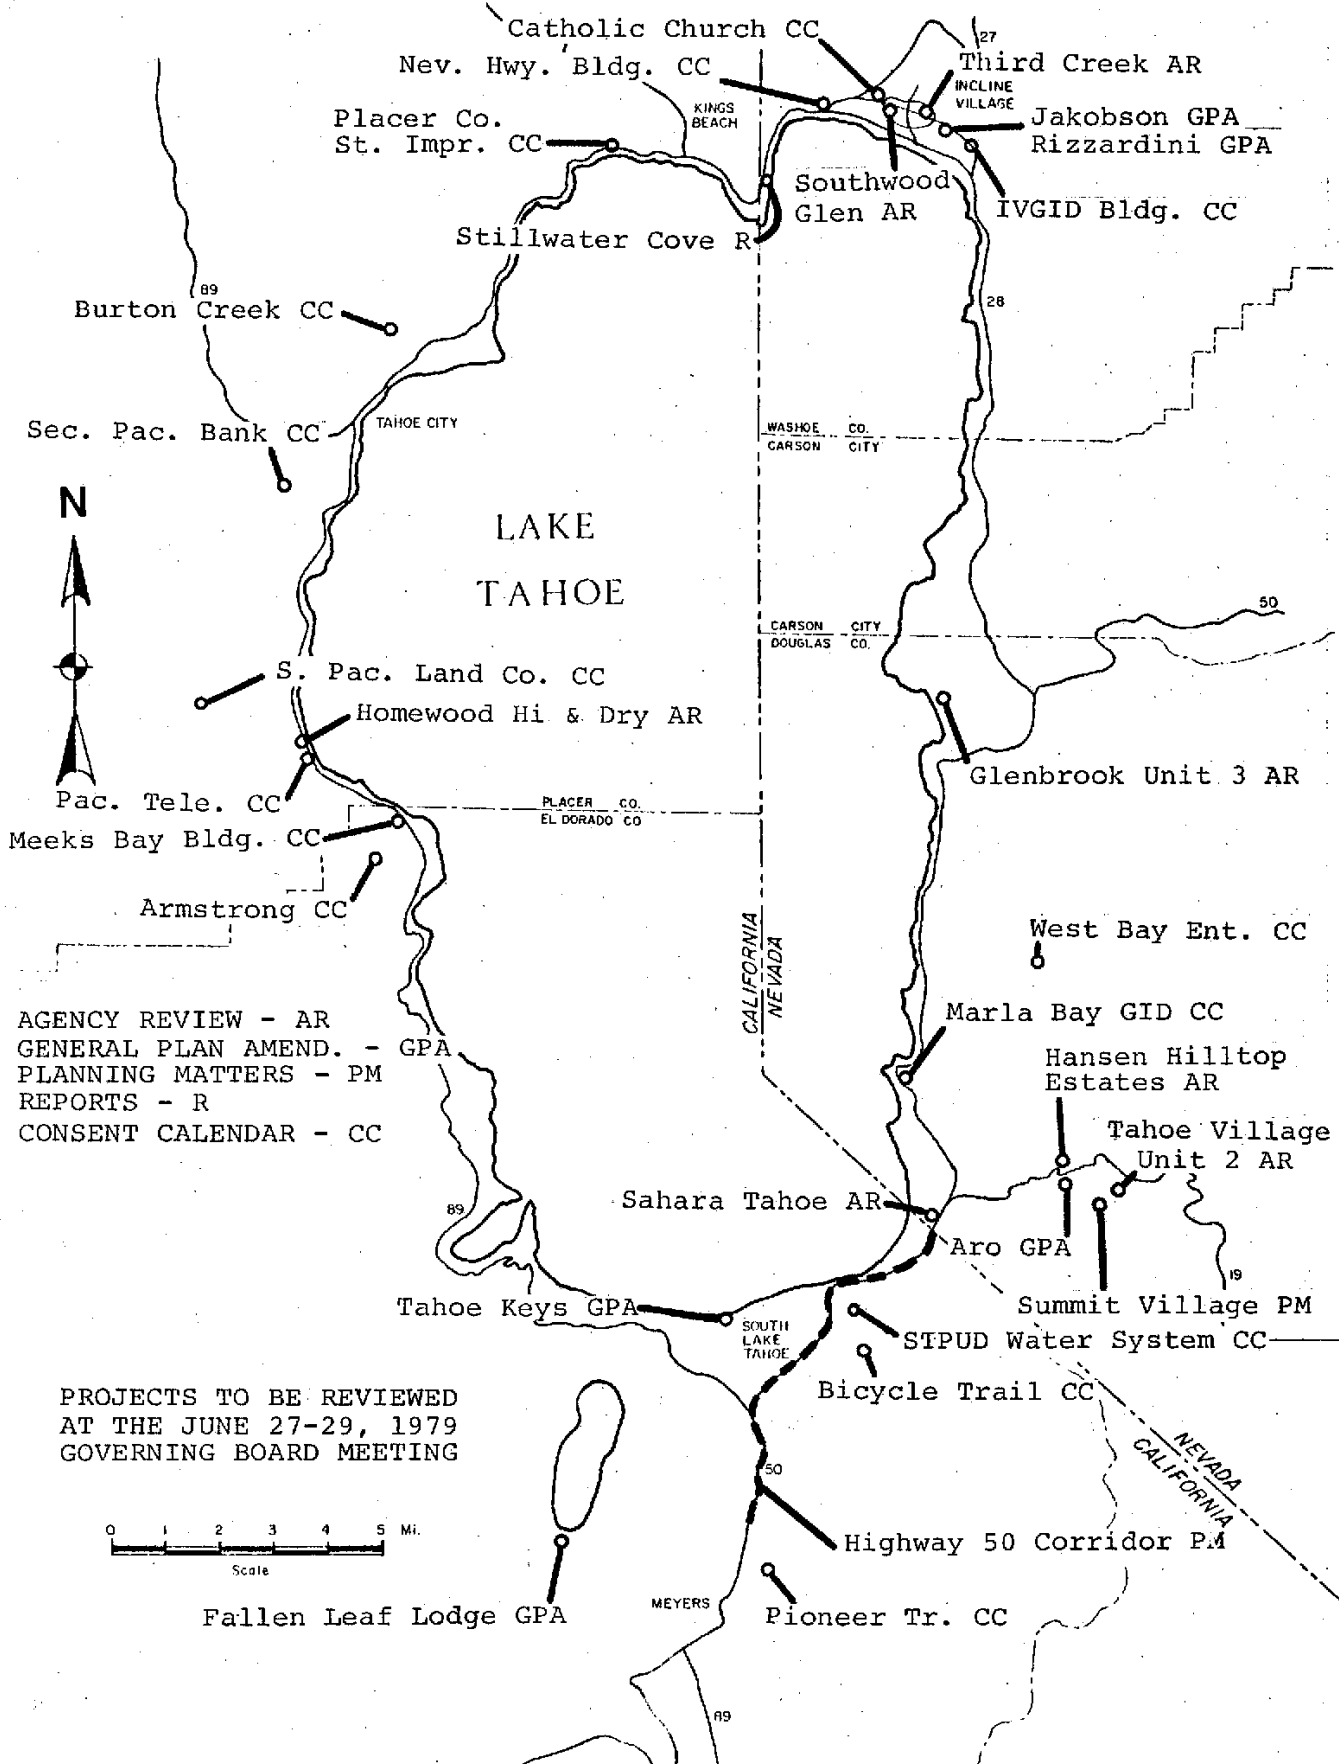 Catholic Church CC
27
Nev. Hwy. Bldg. CC
Third Creek AR
INCLINE
VILLAGE
KINGS
BEACH
Placer Co.
St. Impr. CC
Jakobson GPA
Rizzardini GPA
Southwood
Glen AR
IVGID Bldg. CC
Stillwater Cove R
89
Burton Creek CC
28
Sec. Pac. Bank CC
TAHOE CITY
WASHOE CO.
CARSON CITY
N
LAKE
TAHOE
50
CARSON CITY
DOUGLAS CO.
S. Pac. Land Co. CC
Homewood Hi & Dry AR
Glenbrook Unit 3 AR
Pac. Tele. CC
PLACER CO.
EL DORADO CO
Meeks Bay Bldg. CC
Armstrong CC
CALIFORNIA
NEVADA
West Bay Ent. CC
Marla Bay GID CC
AGENCY REVIEW - AR
GENERAL PLAN AMEND. - GPA
PLANNING MATTERS - PM
REPORTS - R
CONSENT CALENDAR - CC
Hansen Hilltop
Estates AR
Tahoe Village
Unit 2 AR
Sahara Tahoe AR
89
Aro GPA
19
Tahoe Keys GPA
Summit Village PM
SOUTH
LAKE
TAHOE
STPUD Water System CC
Bicycle Trail CC
PROJECTS TO BE REVIEWED
AT THE JUNE 27-29, 1979
GOVERNING BOARD MEETING
NEVADA
CALIFORNIA
50
0 1 2 3 4 5 Mi.
Scale
Highway 50 Corridor PM
Fallen Leaf Lodge GPA
MEYERS
Pioneer Tr. CC
89